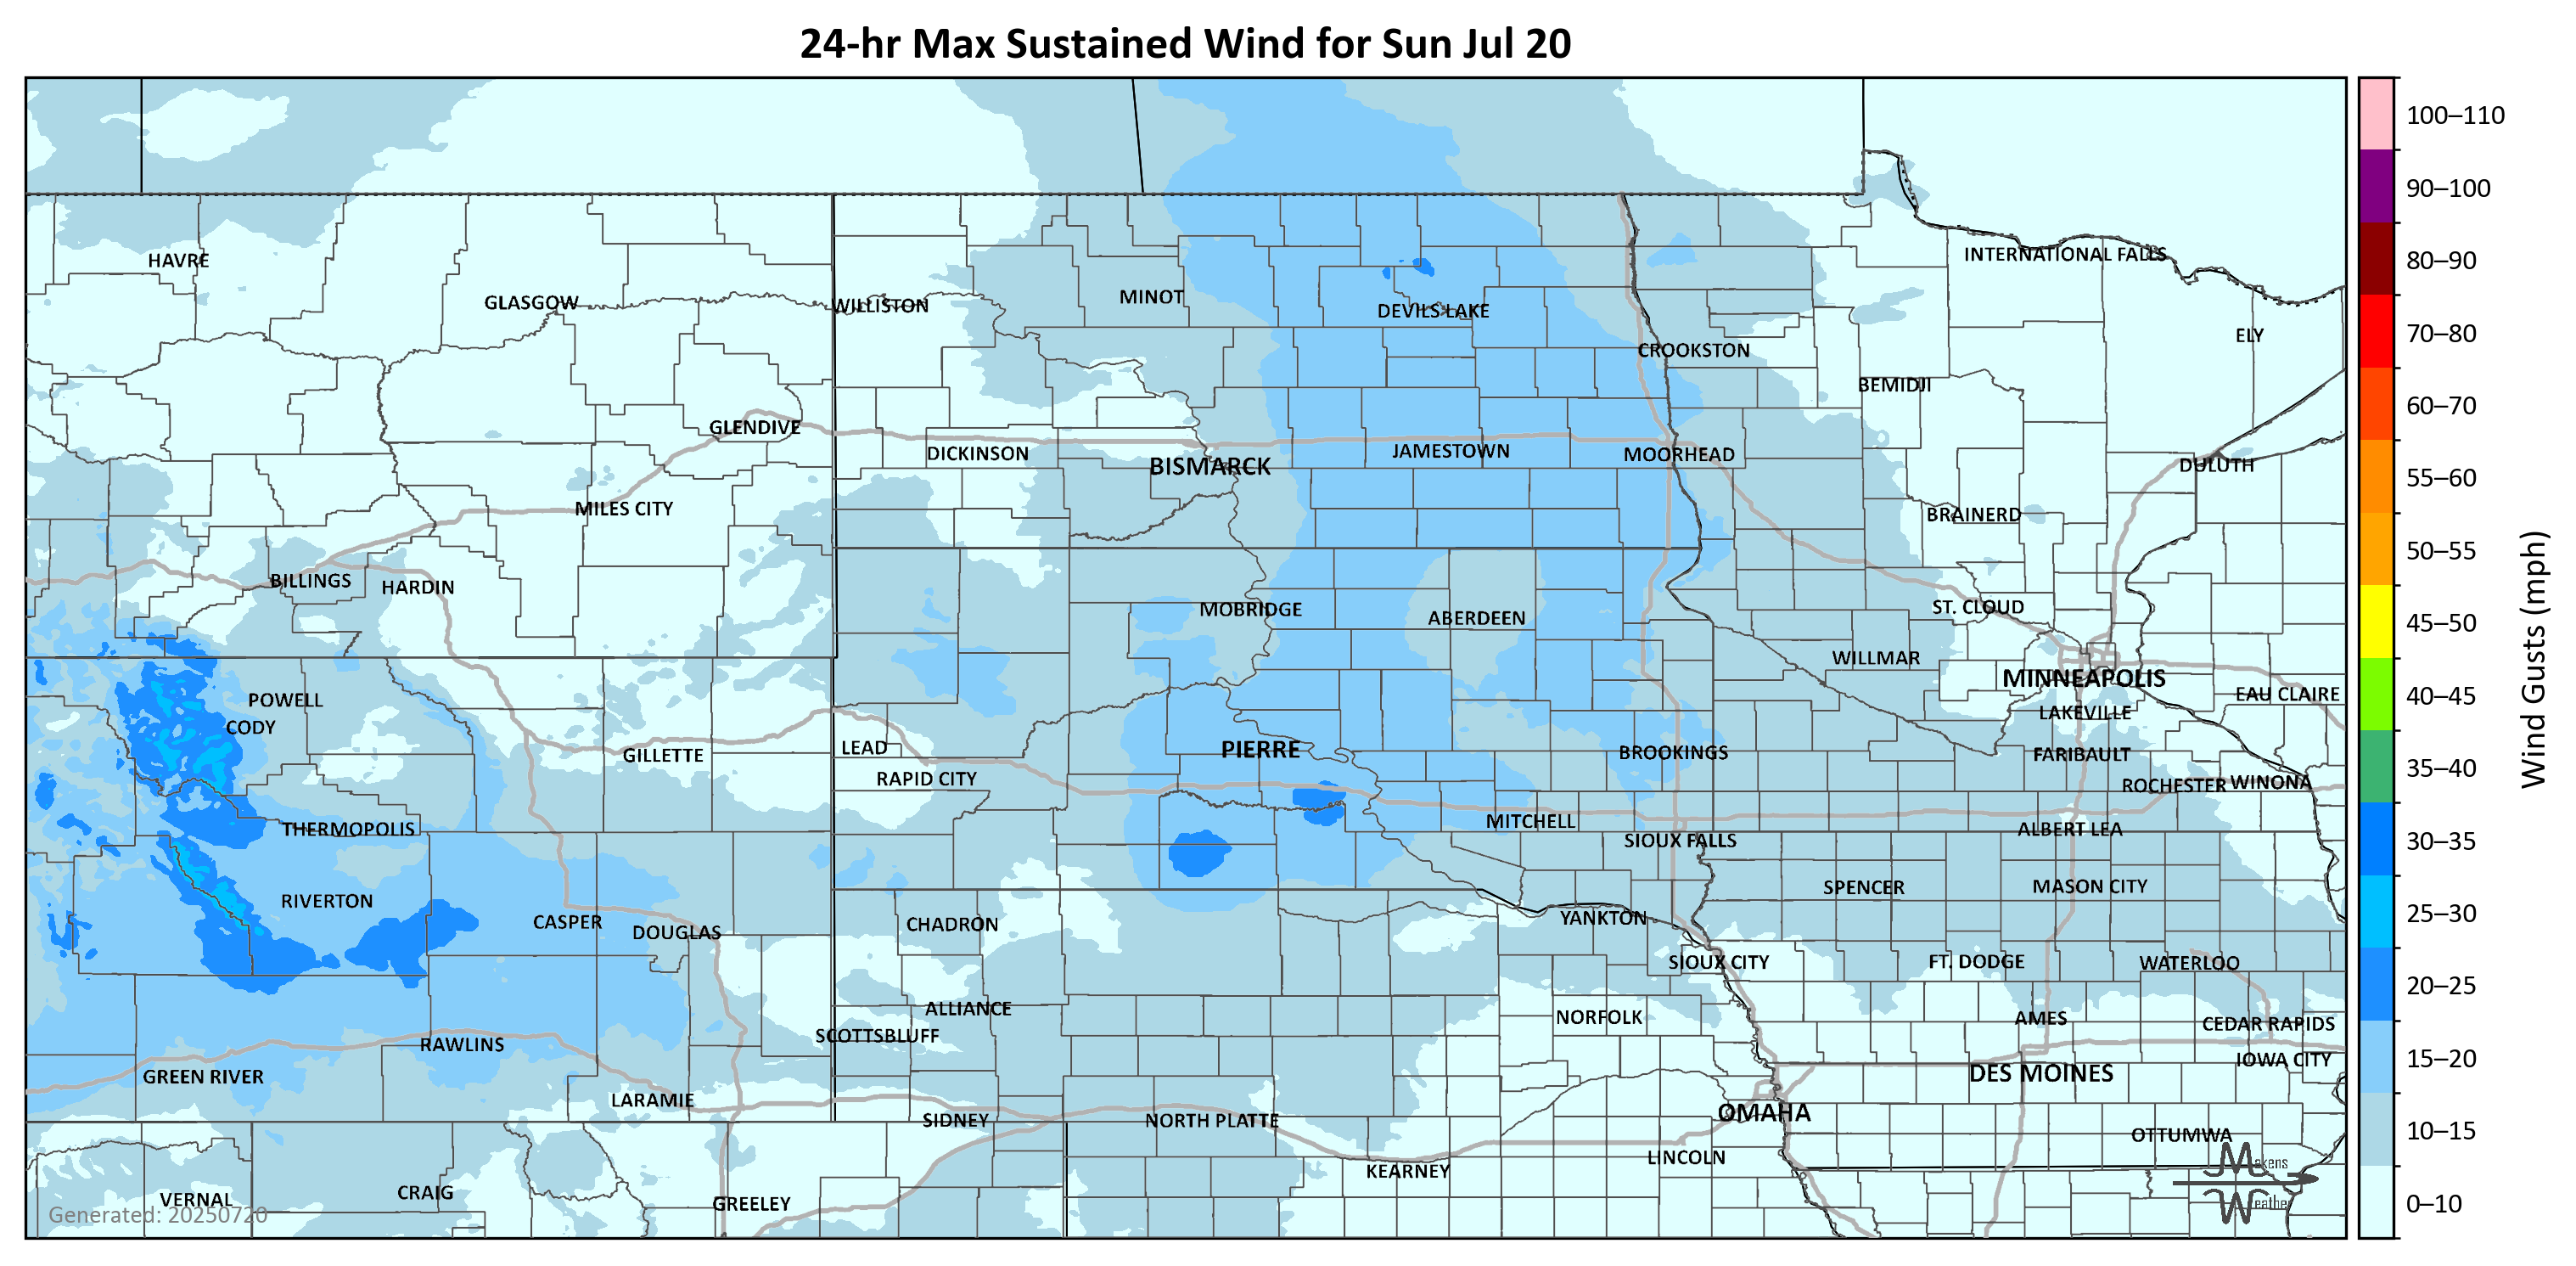 24-hr Max Sustained Wind for Sun Jul 20
100–110
90–100
80–90
70–80
60–70
55–60
50–55
45–50
40–45
35–40
30–35
25–30
20–25
15–20
10–15
0–10
Wind Gusts (mph)
HAVRE
GLASGOW
WILLISTON
MINOT
DEVILS LAKE
INTERNATIONAL FALLS
ELY
CROOKSTON
BEMIDJI
GLENDIVE
DICKINSON
BISMARCK
JAMESTOWN
MOORHEAD
DULUTH
MILES CITY
BRAINERD
BILLINGS
HARDIN
MOBRIDGE
ABERDEEN
ST. CLOUD
WILLMAR
MINNEAPOLIS
EAU CLAIRE
POWELL
CODY
LAKEVILLE
GILLETTE
LEAD
PIERRE
BROOKINGS
FARIBAULT
RAPID CITY
ROCHESTER
WINONA
THERMOPOLIS
MITCHELL
SIOUX FALLS
ALBERT LEA
RIVERTON
SPENCER
MASON CITY
CASPER
DOUGLAS
CHADRON
YANKTON
SIOUX CITY
FT. DODGE
WATERLOO
ALLIANCE
SCOTTSBLUFF
NORFOLK
AMES
CEDAR RAPIDS
RAWLINS
IOWA CITY
GREEN RIVER
DES MOINES
LARAMIE
SIDNEY
NORTH PLATTE
OMAHA
OTTUMWA
KEARNEY
LINCOLN
VERNAL
CRAIG
GREELEY
Generated: 20250720
Makens
Weather